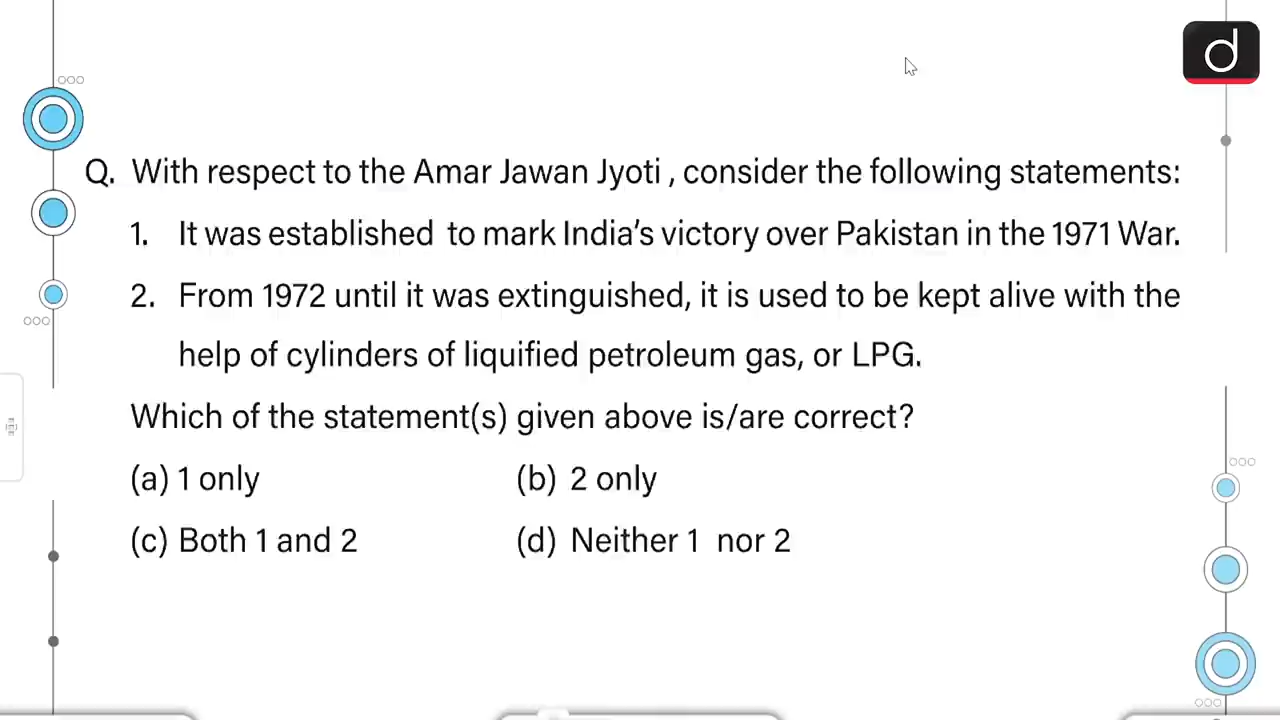 d
Q. With respect to the Amar Jawan Jyoti , consider the following statements:
1. It was established to mark India's victory over Pakistan in the 1971 War.
2. From 1972 until it was extinguished, it is used to be kept alive with the
help of cylinders of liquified petroleum gas, or LPG.
Which of the statement(s) given above is/are correct?
(a) 1 only (b) 2 only
(c) Both 1 and 2 (d) Neither 1 nor 2